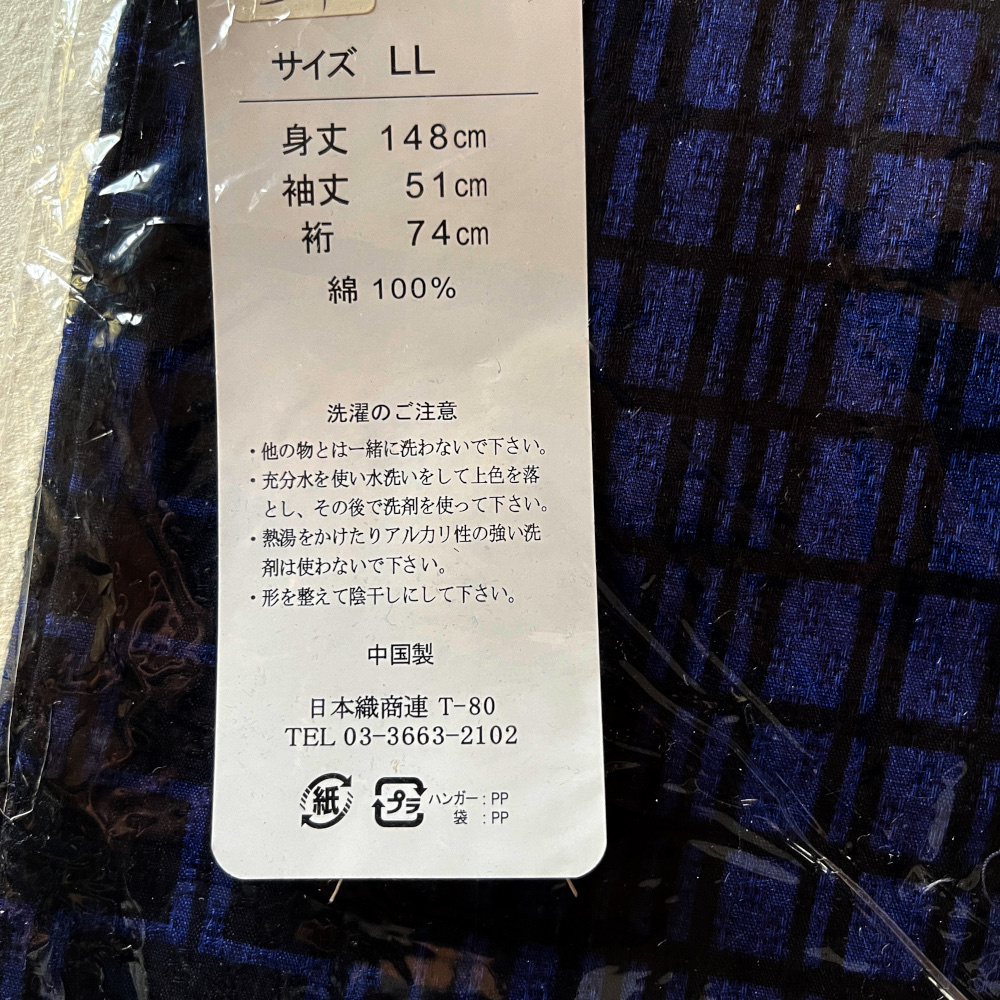 サイズ LL
身丈 148cm
袖丈 51cm
裄 74cm
綿 100%
洗濯のご注意
・他の物とは一緒に洗わないで下さい。
・充分水を使い水洗いをして上色を落
とし、その後で洗剤を使って下さい。
・熱湯をかけたりアルカリ性の強い洗
剤は使わないで下さい。
・形を整えて陰干しにして下さい。
中国製
日本織商連 T-80
TEL 03-3663-2102
紙 プラ ハンガー : PP
袋 : PP